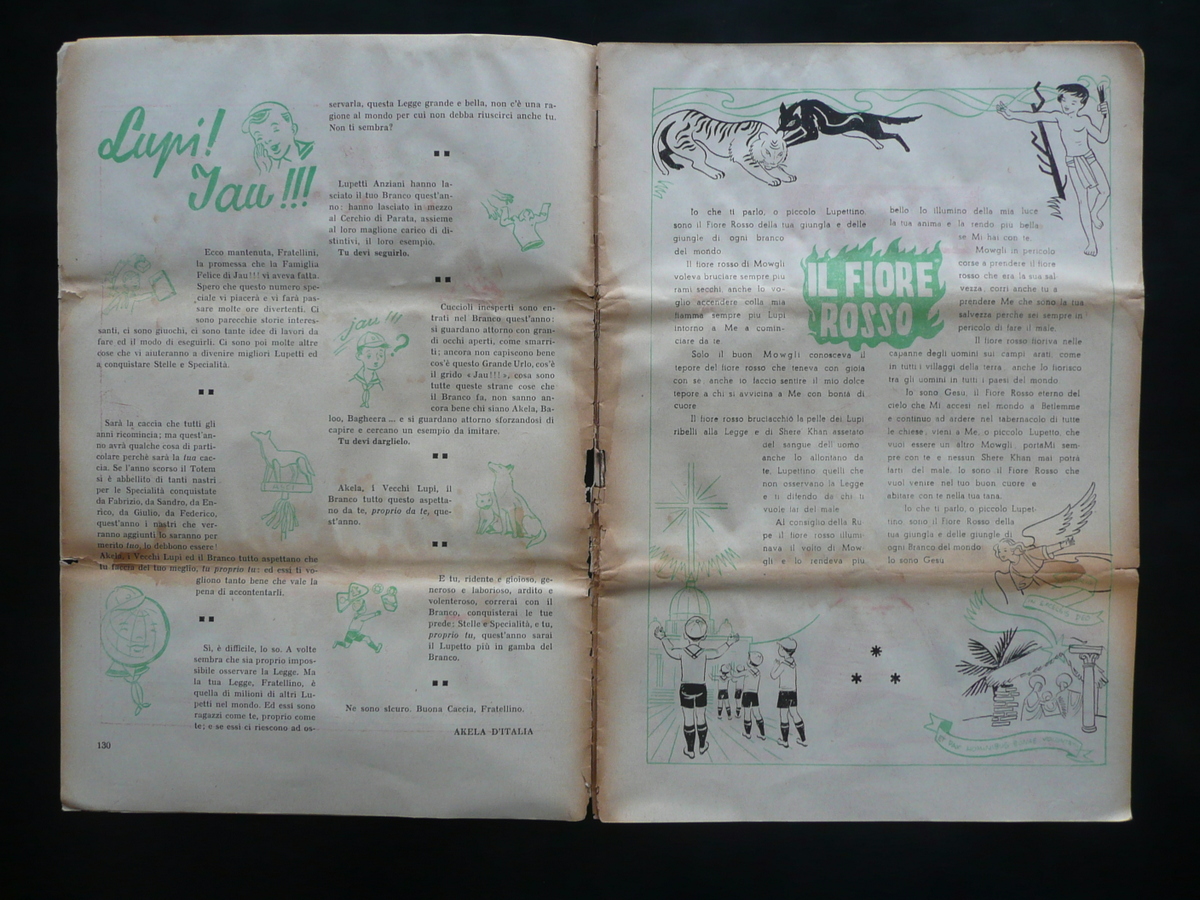 Lupi!
Jau!!!
Ecco mantenuta, Fratellini,
la promessa che la Famiglia
Felice di Jau!!! vi aveva fatta.
Spero che questo numero spe-
ciale vi piacerà e vi farà pas-
sare molte ore divertenti. Ci
sono parecchie storie interes-
santi, ci sono giuochi, ci sono tante idee di lavori da
fare ed il modo di eseguirli. Ci sono poi molte altre
cose che vi aiuteranno a divenire migliori Lupetti ed
a conquistare Stelle e Specialità.
Sarà la caccia che tutti gli
anni ricomincia; ma quest'an-
no avrà qualche cosa di parti-
colare perchè sarà la tua cac-
cia. Se l'anno scorso il Totem
si è abbellito di tanti nastri
per le Specialità conquistate
da Fabrizio, da Sandro, da En-
rico, da Giulio, da Federico,
quest'anno i nastri che ver-
ranno aggiunti lo saranno per
merito tuo, lo debbono essere!
Akela, i Vecchi Lupi ed il Branco tutto aspettano che
tu faccia del tuo meglio, tu proprio tu: ed essi ti vo-
gliono tanto bene che vale la
pena di accontentarli.
Sì, è difficile, lo so. A volte
sembra che sia proprio impos-
sibile osservare la Legge. Ma
la tua Legge, Fratellino, è
quella di milioni di altri Lu-
petti nel mondo. Ed essi sono
ragazzi come te, proprio come
te; e se essi ci riescono ad os-
130
servarla, questa Legge grande e bella, non c'è una ra-
gione al mondo per cui non debba riuscirci anche tu.
Non ti sembra?
Lupetti Anziani hanno la-
sciato il tuo Branco quest'an-
no: hanno lasciato in mezzo
al Cerchio di Parata, assieme
al loro maglione carico di di-
stintivi, il loro esempio.
Tu devi seguirlo.
jau!!!
?
Cuccioli inesperti sono en-
trati nel Branco quest'anno:
si guardano attorno con gran-
di occhi aperti, come smarri-
ti; ancora non capiscono bene
cos'è questo Grande Urlo, cos'è
il grido «Jau!!!», cosa sono
tutte queste strane cose che
il Branco fa, non sanno an-
cora bene chi siano Akela, Ba-
loo, Bagheera ... e si guardano attorno sforzandosi di
capire e cercano un esempio da imitare.
Tu devi darglielo.
Akela, i Vecchi Lupi, il
Branco tutto questo aspetta-
no da te, proprio da te, que-
st'anno.
E tu, ridente e gioioso, ge-
neroso e laborioso, ardito e
volenteroso, correrai con il
Branco, conquisterai le tue
prede: Stelle e Specialità, e tu,
proprio tu, quest'anno sarai
il Lupetto più in gamba del
Branco.
Ne sono sicuro. Buona Caccia, Fratellino.
AKELA D'ITALIA
IL FIORE
ROSSO
Io che ti parlo, o piccolo Lupettino
sono il Fiore Rosso della tua giungla e delle
giungle di ogni branco
del mondo.
Il fiore rosso di Mowgli
voleva bruciare sempre più
rami secchi, anche Io vo-
glio accendere colla mia
fiamma sempre più Lupi
intorno a Me a comin-
ciare da te.
Solo il buon Mowgli conosceva il
tepore del fiore rosso che teneva con gioia
con sè, anche io faccio sentire il mio dolce
tepore a chi si avvicina a Me con bontà di
cuore
Il fiore rosso bruciacchiò la pelle dei Lupi
ribelli alla Legge e di Shere Khan assetato
del sangue dell'uomo
anche Io allontano da
te, Lupettino, quelli che
non osservano la Legge
e ti difendo da chi ti
vuole far del male
Al consiglio della Ru
pe il fiore rosso illumi-
nava il volto di Mow-
gli e lo rendeva più
bello Io illumino della mia luce
la tua anima e la rendo più bella
se Mi hai con te.
Mowgli in pericolo
corse a prendere il fiore
rosso che era la sua sal-
vezza, corri anche tu a
prendere Me che sono la tua
salvezza perchè sei sempre in
pericolo di fare il male.
Il fiore rosso fioriva nelle
capanne degli uomini sui campi arati, come
in tutti i villaggi della terra, anche Io fiorisco
tra gli uomini in tutti i paesi del mondo
Io sono Gesù, il Fiore Rosso eterno del
cielo che Mi accesi nel mondo a Betlemme
e continuo ad ardere nel tabernacolo di tutte
le chiese, vieni a Me, o piccolo Lupetto, che
vuoi essere un altro Mowgli, portaMi sem-
pre con te e nessun Shere Khan mai potrà
farti del male. Io sono il Fiore Rosso che
vuol venire nel tuo buon cuore e
abitare con te nella tua tana.
Io che ti parlo, o piccolo Lupet-
tino, sono il Fiore Rosso della
tua giungla e delle giungle di
ogni Branco del mondo
Io sono Gesù
* * *